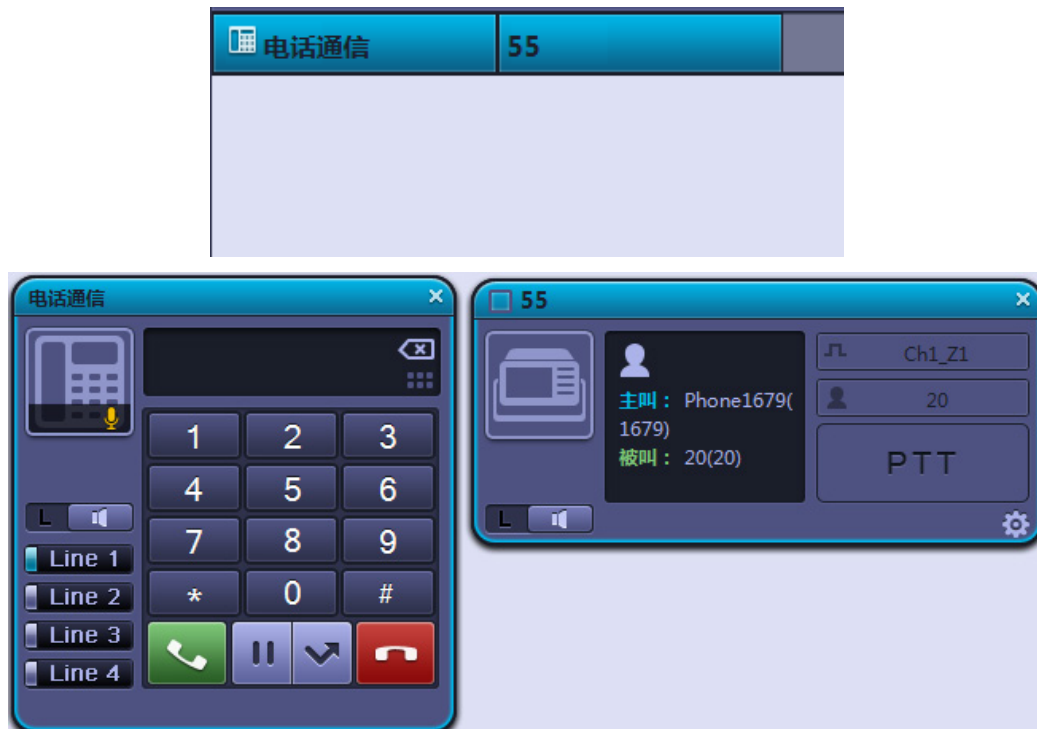 电话通信 55
电话通信
1 2 3
4 5 6
7 8 9
* 0 #
L
Line 1
Line 2
Line 3
Line 4
55
主叫： Phone1679(
1679)
被叫： 20(20)
L
Ch1_Z1
20
PTT